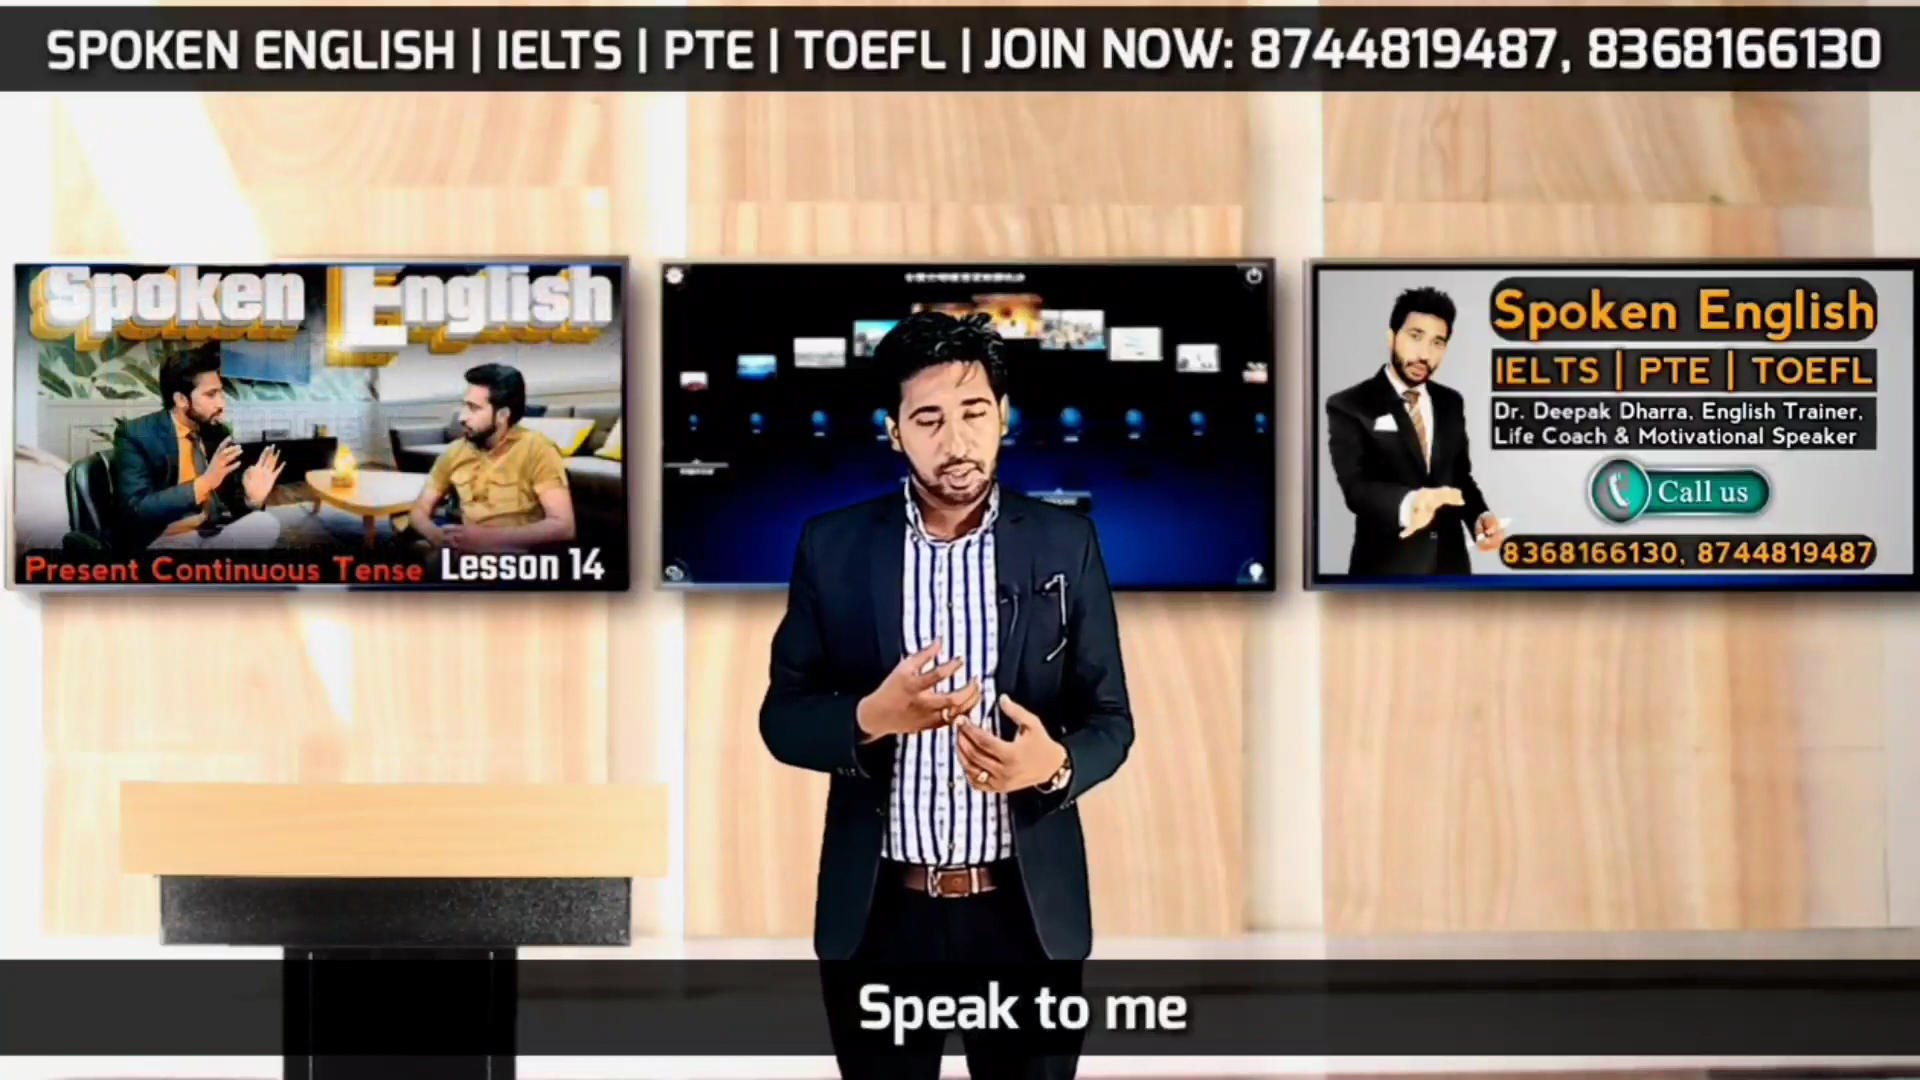 SPOKEN ENGLISH | IELTS | PTE | TOEFL | JOIN NOW: 8744819487, 8368166130
Spoken English
Present Continuous Tense Lesson 14
Spoken English
IELTS | PTE | TOEFL
Dr. Deepak Dharra, English Trainer,
Life Coach & Motivational Speaker
Call us
8368166130, 8744819487
Speak to me